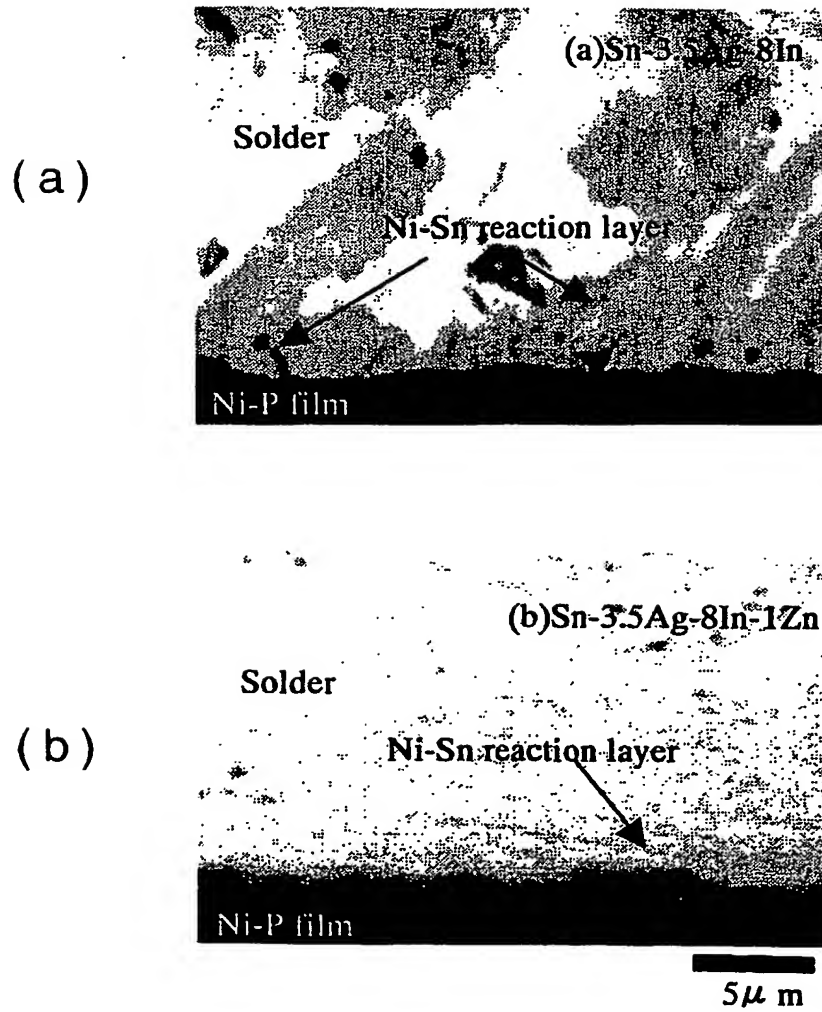 (a)
(a)Sn-3.5Ag-8In
Solder
Ni-Sn reaction layer
Ni-P film
(b)
(b)Sn-3.5Ag-8In-1Zn
Solder
Ni-Sn reaction layer
Ni-P film
5μ m